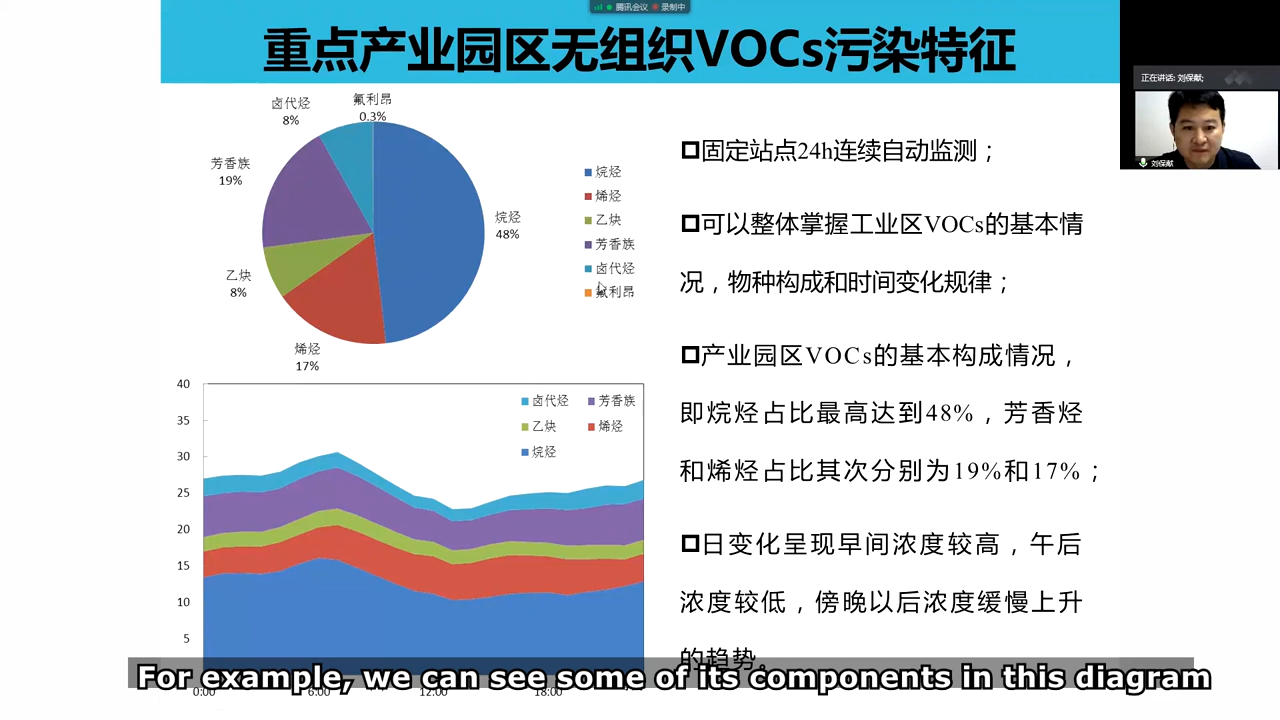 腾讯会议 录制中
重点产业园区无组织VOCs污染特征
正在讲话: 刘保献;
刘保献
氟利昂
0.3%
卤代烃
8%
芳香族
19%
乙炔
8%
烯烃
17%
烷烃
48%
烷烃
烯烃
乙炔
芳香族
卤代烃
氟利昂
40
35
30
25
20
15
10
5
卤代烃 芳香族
乙炔 烯烃
烷烃
0:00 6:00 12:00 18:00
固定站点24h连续自动监测；
可以整体掌握工业区VOCs的基本情
况，物种构成和时间变化规律；
产业园区VOCs的基本构成情况，
即烷烃占比最高达到48%，芳香烃
和烯烃占比其次分别为19%和17%；
日变化呈现早间浓度较高，午后
浓度较低，傍晚以后浓度缓慢上升
的趋势。
For example, we can see some of its components in this diagram